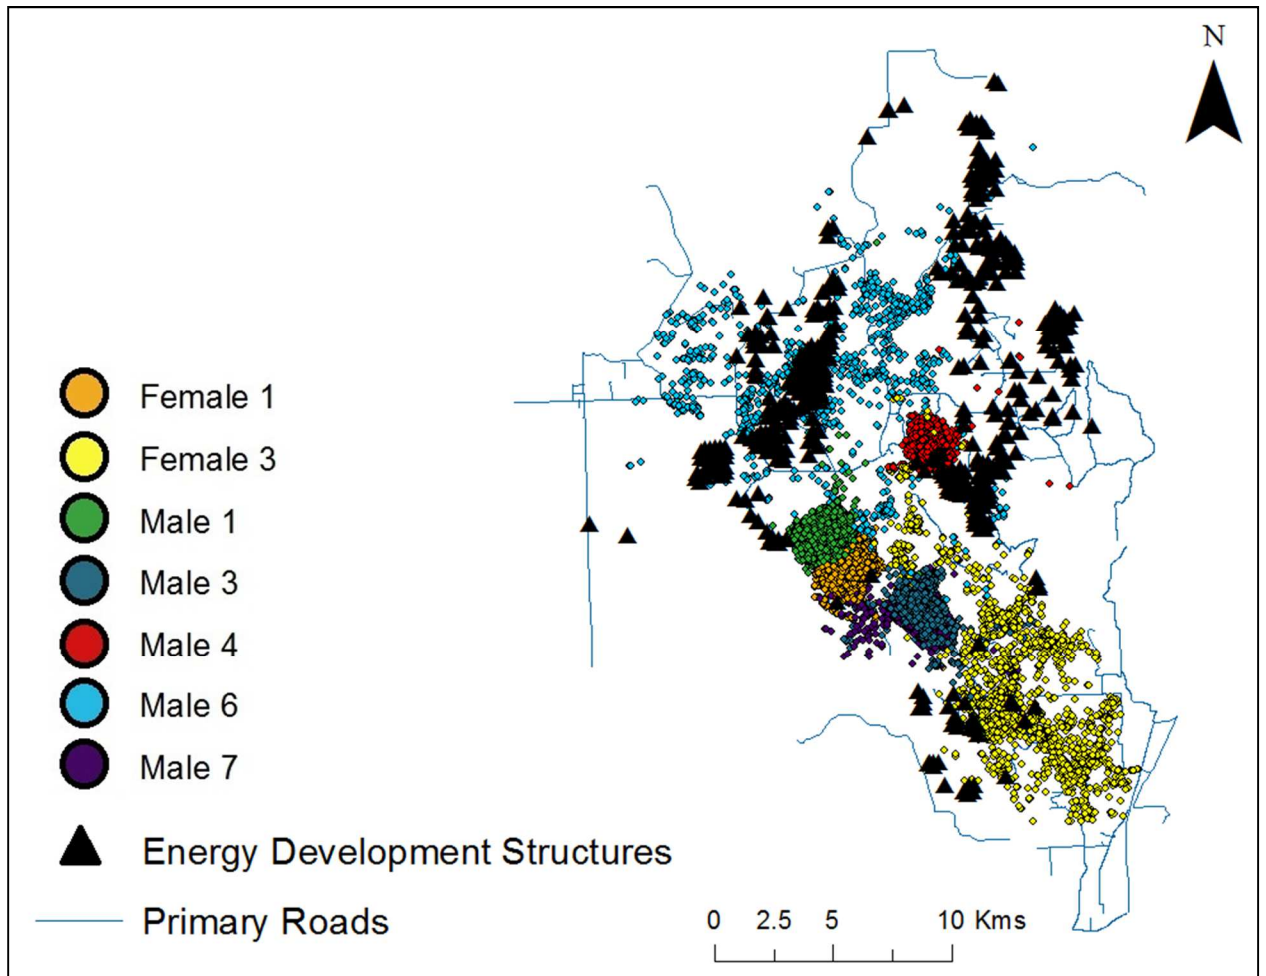 N
Female 1
Female 3
Male 1
Male 3
Male 4
Male 6
Male 7
Energy Development Structures
Primary Roads
0 2.5 5 10 Kms